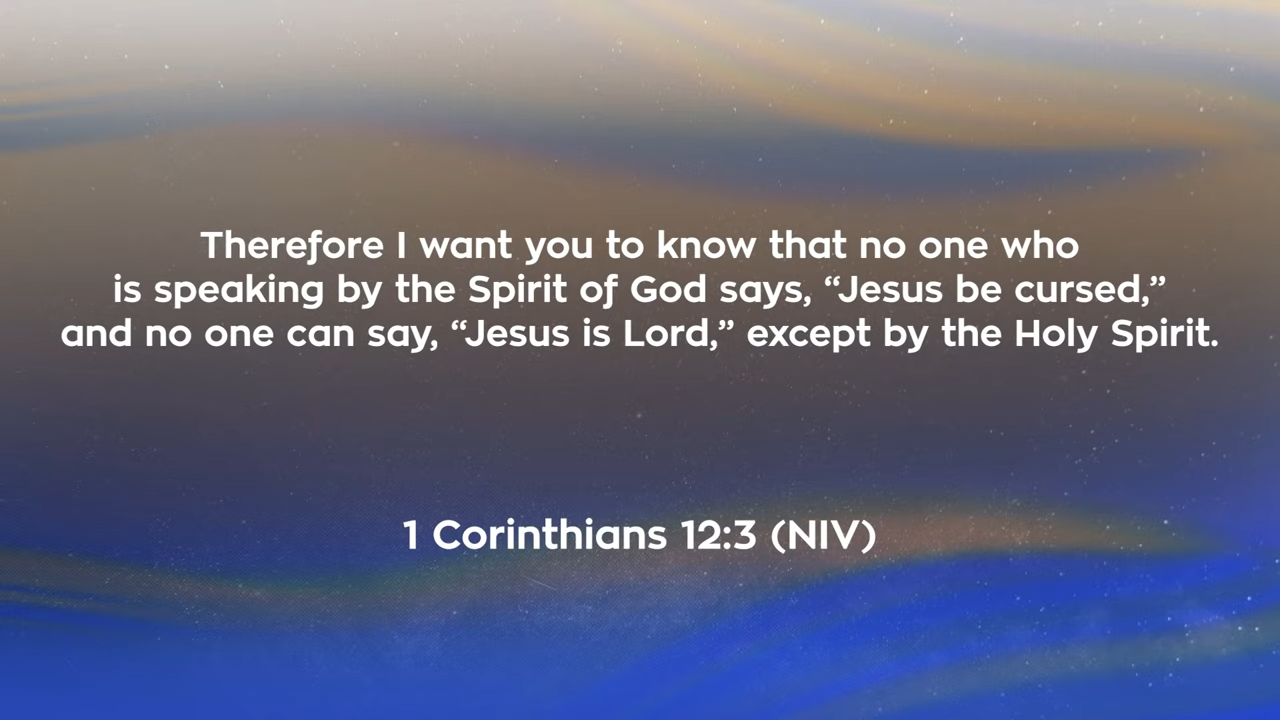 Therefore I want you to know that no one who
is speaking by the Spirit of God says, “Jesus be cursed,”
and no one can say, “Jesus is Lord,” except by the Holy Spirit.
1 Corinthians 12:3 (NIV)